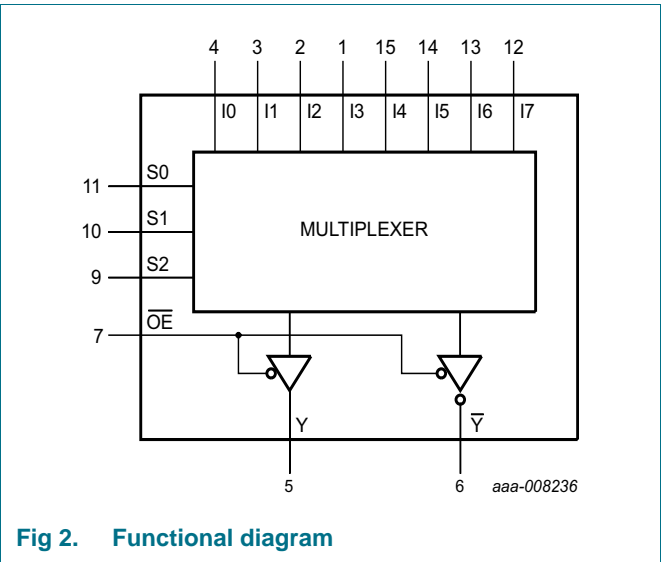 4 3 2 1 15 14 13 12
I0 I1 I2 I3 I4 I5 I6 I7
11 S0
10 S1
MULTIPLEXER
9 S2
7 O̅E̅
Y Y̅
5 6 aaa-008236
Fig 2. Functional diagram